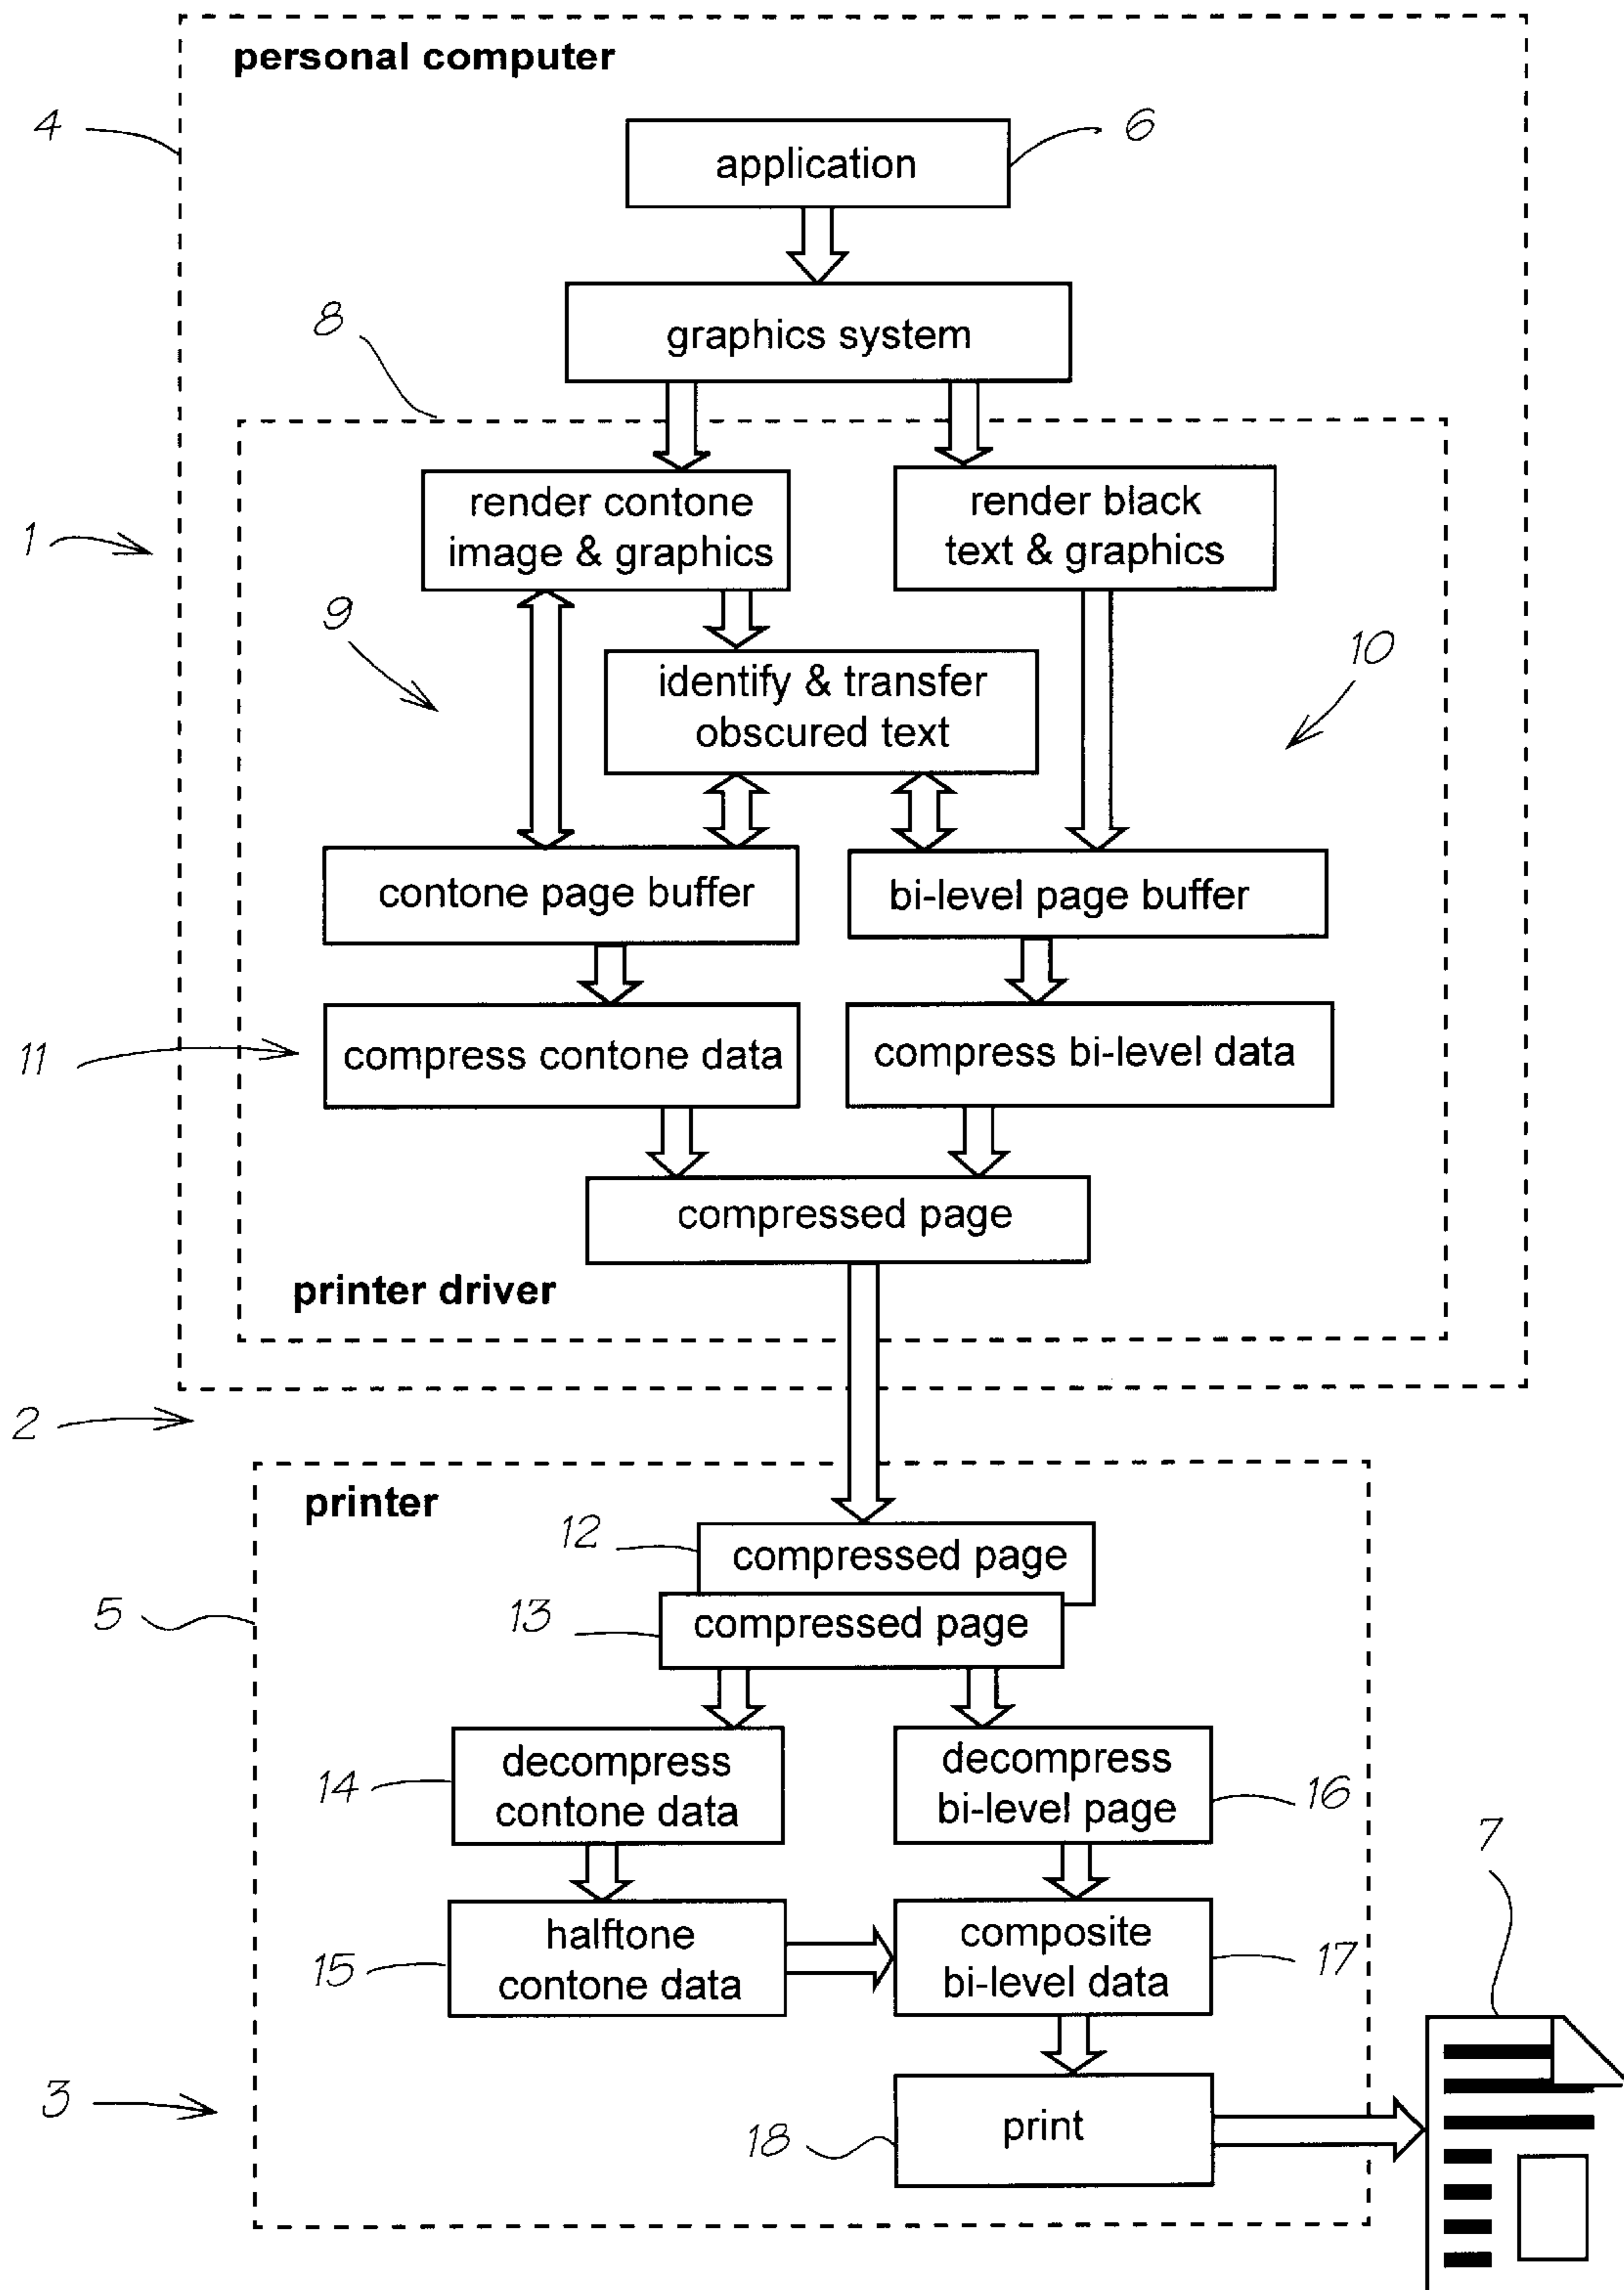 personal computer
4
6
application
8
graphics system
1
render contone
image & graphics
render black
text & graphics
9
10
identify & transfer
obscured text
contone page buffer
bi-level page buffer
11
compress contone data
compress bi-level data
compressed page
printer driver
2
printer
12
compressed page
5
13
compressed page
14
decompress
contone data
decompress
bi-level page
16
7
15
halftone
contone data
composite
bi-level data
17
3
18
print